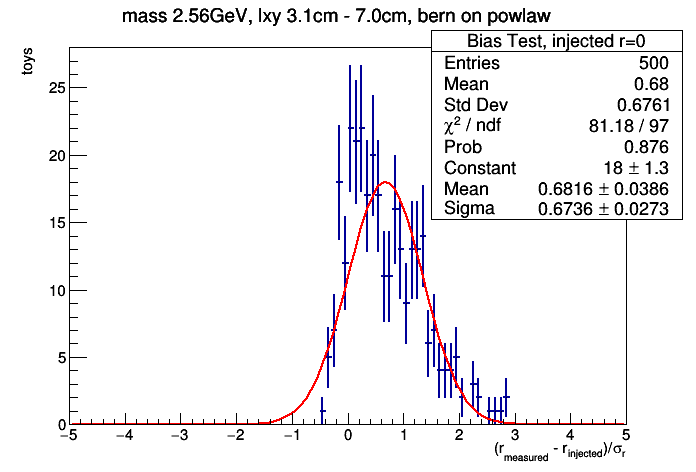 mass 2.56GeV, lxy 3.1cm - 7.0cm, bern on powlaw
Bias Test, injected r=0
Entries 500
Mean 0.68
Std Dev 0.6761
χ² / ndf 81.18 / 97
Prob 0.876
Constant 18 ± 1.3
Mean 0.6816 ± 0.0386
Sigma 0.6736 ± 0.0273
toys
25
20
15
10
5
0
−5 −4 −3 −2 −1 0 1 2 3 4 5
(r_measured - r_injected)/σ_r